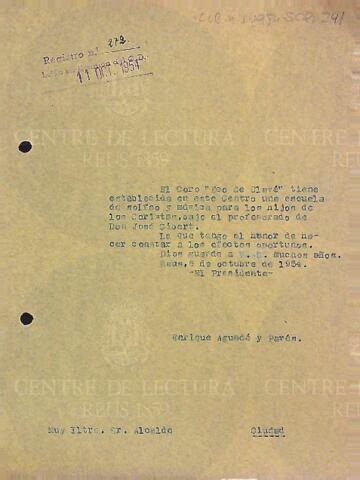 Registro n.º 272
11 OCT. 1954
CENTRE DE LECTURA
REUS 1859
El Coro "Eco de Clavé" tiene
establecida en este Centro una escuela
de solfeo y música para los hijos de
los Coristas, bajo el profesorado de
Don José Gibert.
Lo que tengo el honor de ha-
cer constar a los efectos oportunos.
Dios guarde a muchos años.
Reus, de octubre de 1954.
-El Presidente-
Enrique Aguadé y Parés.
CENTRE DE LECTURA
REUS 1859
Muy Iltre. Sr. Alcalde Ciudad